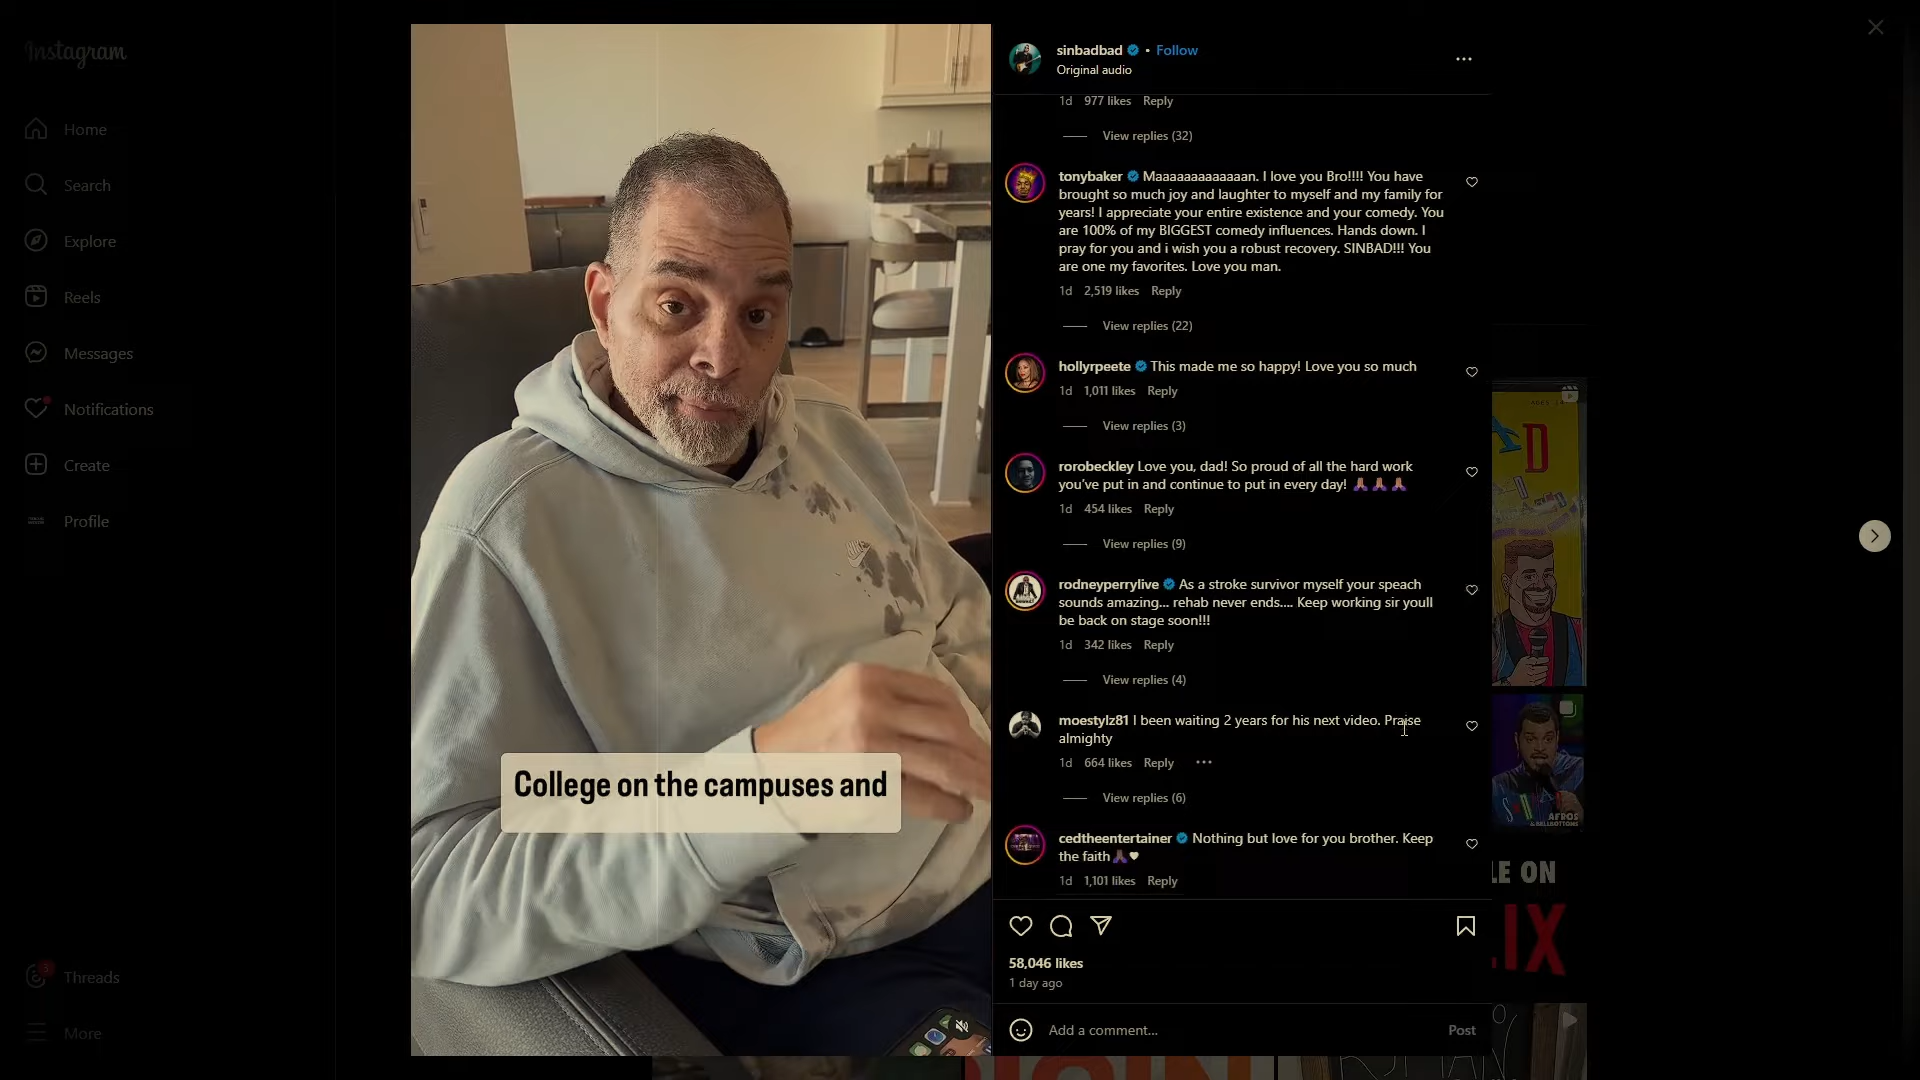 Instagram
Home
Search
Explore
Reels
Messages
Notifications
Create
Profile
3
Threads
More
College on the campuses and
sinbadbad • Follow
Original audio
1d 977 likes Reply
View replies (32)
tonybaker Maaaaaaaaaaaaan. I love you Bro!!!! You have
brought so much joy and laughter to myself and my family for
years! I appreciate your entire existence and your comedy. You
are 100% of my BIGGEST comedy influences. Hands down. I
pray for you and i wish you a robust recovery. SINBAD!!! You
are one my favorites. Love you man.
1d 2,519 likes Reply
View replies (22)
hollyrpeete This made me so happy! Love you so much
1d 1,011 likes Reply
View replies (3)
rorobeckley Love you, dad! So proud of all the hard work
you've put in and continue to put in every day! 🙏🏽🙏🏽🙏🏽
1d 454 likes Reply
View replies (9)
rodneyperrylive As a stroke survivor myself your speach
sounds amazing... rehab never ends.... Keep working sir youll
be back on stage soon!!!
1d 342 likes Reply
View replies (4)
moestylz81 I been waiting 2 years for his next video. Praise
almighty
1d 664 likes Reply
View replies (6)
cedtheentertainer Nothing but love for you brother. Keep
the faith🙏🏿♥
1d 1,101 likes Reply
58,046 likes
1 day ago
Add a comment...
Post
AD
AFROS
& BELLBOTTOMS
LE ON
LIX